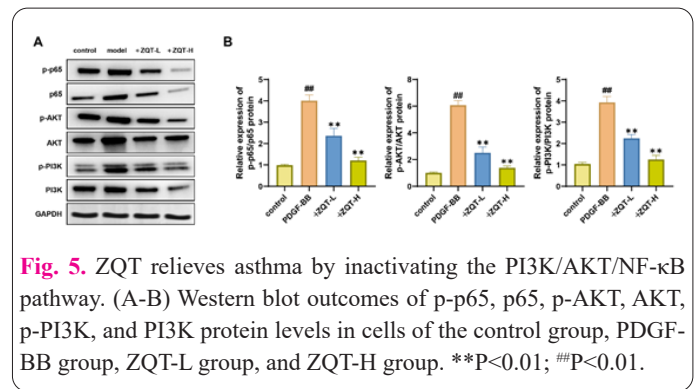 A
control model +ZQT-L +ZQT-H
p-p65
p65
p-AKT
AKT
p-PI3K
PI3K
GAPDH
B
Relative expression of
p-p65/p65 protein
5
4
3
2
1
0
##
**
**
control
PDGF-BB
+ZQT-L
+ZQT-H
Relative expression of
p-AKT/AKT protein
8
6
4
2
0
##
**
**
control
PDGF-BB
+ZQT-L
+ZQT-H
Relative expression of
p-PI3K/PI3K protein
5
4
3
2
1
0
##
**
**
control
PDGF-BB
+ZQT-L
+ZQT-H
Fig. 5. ZQT relieves asthma by inactivating the PI3K/AKT/NF-κB
pathway. (A-B) Western blot outcomes of p-p65, p65, p-AKT, AKT,
p-PI3K, and PI3K protein levels in cells of the control group, PDGF-
BB group, ZQT-L group, and ZQT-H group. **P<0.01; ##P<0.01.